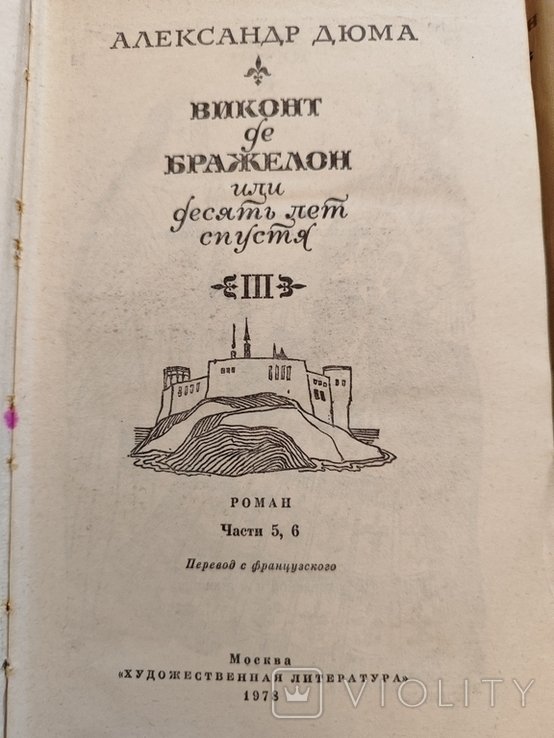 АЛЕКСАНДР ДЮМА
ВИКОНТ
де
БРАЖЕЛОН
или
десять лет
спустя
III
РОМАН
Части 5, 6
Перевод с французского
Москва
«ХУДОЖЕСТВЕННАЯ ЛИТЕРАТУРА»
1978
VIOLITY